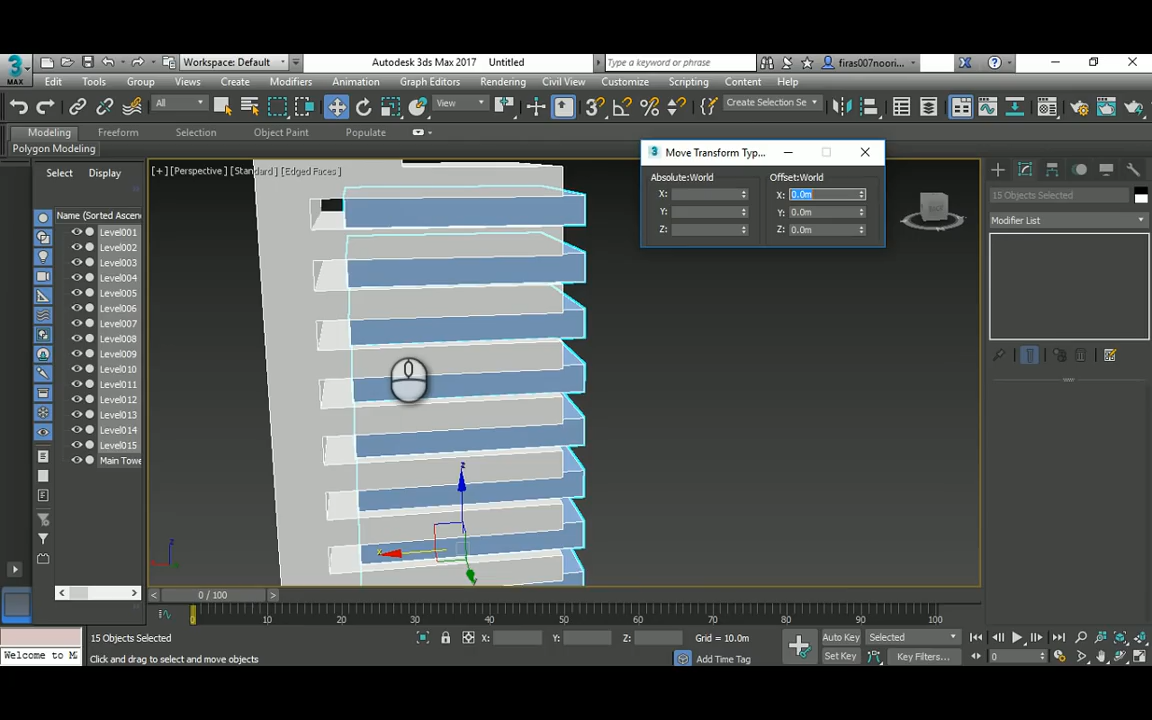 3
MAX
Workspace: Default
Autodesk 3ds Max 2017    Untitled
Type a keyword or phrase
firas007noori...
Edit Tools Group Views Create Modifiers Animation Graph Editors Rendering Civil View Customize Scripting Content Help
All
View
Create Selection Se
Modeling Freeform Selection Object Paint Populate
Polygon Modeling
Select Display
Name (Sorted Ascen
Level001
Level002
Level003
Level004
Level005
Level006
Level007
Level008
Level009
Level010
Level011
Level012
Level013
Level014
Level015
Main Towe
[+] [Perspective] [Standard] [Edged Faces]
3 Move Transform Typ...
Absolute:World Offset:World
X: X: 0.0m
Y: Y: 0.0m
Z: Z: 0.0m
15 Objects Selected
Modifier List
z
x
z
0 / 100
0 10 20 30 40 50 60 70 80 90 100
15 Objects Selected X: Y: Z: Grid = 10.0m Auto Key Selected
Welcome to M Click and drag to select and move objects Add Time Tag Set Key Key Filters... 0